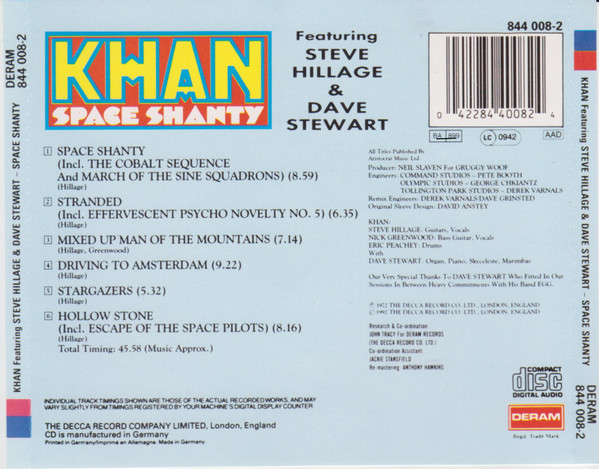 DERAM
844 008-2
KHAN Featuring STEVE HILLAGE & DAVE STEWART – SPACE SHANTY
KHAN
SPACE SHANTY
Featuring
STEVE
HILLAGE
&
DAVE
STEWART
844 008-2
0 42284 40082 4
BA 899
LC 0942
AAD
1 SPACE SHANTY
(Incl. THE COBALT SEQUENCE
And MARCH OF THE SINE SQUADRONS) (8.59)
(Hillage)
2 STRANDED
(Incl. EFFERVESCENT PSYCHO NOVELTY NO. 5) (6.35)
(Hillage)
3 MIXED UP MAN OF THE MOUNTAINS (7.14)
(Hillage, Greenwood)
4 DRIVING TO AMSTERDAM (9.22)
(Hillage)
5 STARGAZERS (5.32)
(Hillage)
6 HOLLOW STONE
(Incl. ESCAPE OF THE SPACE PILOTS) (8.16)
(Hillage)
Total Timing: 45.58 (Music Approx.)
All Titles Published By
Aristocrat Music Ltd.
Producer: NEIL SLAVEN For GRUGGY WOOF
Engineers: COMMAND STUDIOS – PETE BOOTH
OLYMPIC STUDIOS – GEORGE CHKIANTZ
TOLLINGTON PARK STUDIOS – DEREK VARNALS
Remix Engineers: DEREK VARNALS DAVE GRINSTED
Original Sleeve Design: DAVID ANSTEY
KHAN:
STEVE HILLAGE: Guitars, Vocals
NICK GREENWOOD: Bass Guitar, Vocals
ERIC PEACHEY: Drums
With
DAVE STEWART: Organ, Piano, Skyceleste, Marimbas
Our Very Special Thanks To DAVE STEWART Who Fitted In Our
Sessions In Between Heavy Commitments With His Band EGG.
℗ 1972 THE DECCA RECORD CO. LTD., LONDON, ENGLAND
© 1992 THE DECCA RECORD CO. LTD., LONDON, ENGLAND
Research & Co-ordination
JOHN TRACY For DERAM RECORDS
(THE DECCA RECORD CO. LTD.)
Co-ordination Assistant:
JACKIE STANSFIELD
Re-mastering: ANTHONY HAWKINS
INDIVIDUAL TRACK TIMINGS SHOWN ARE THOSE OF THE ACTUAL RECORDED WORKS, AND MAY
VARY SLIGHTLY FROM TIMINGS REGISTERED BY YOUR MACHINE'S DIGITAL DISPLAY COUNTER
THE DECCA RECORD COMPANY LIMITED, London, England
CD is manufactured in Germany
Printed in Germany/Imprimé en Allemagne. Made in Germany
COMPACT
disc
DIGITAL AUDIO
DERAM
Regd. Trade Mark
KHAN Featuring STEVE HILLAGE & DAVE STEWART – SPACE SHANTY
DERAM
844 008-2